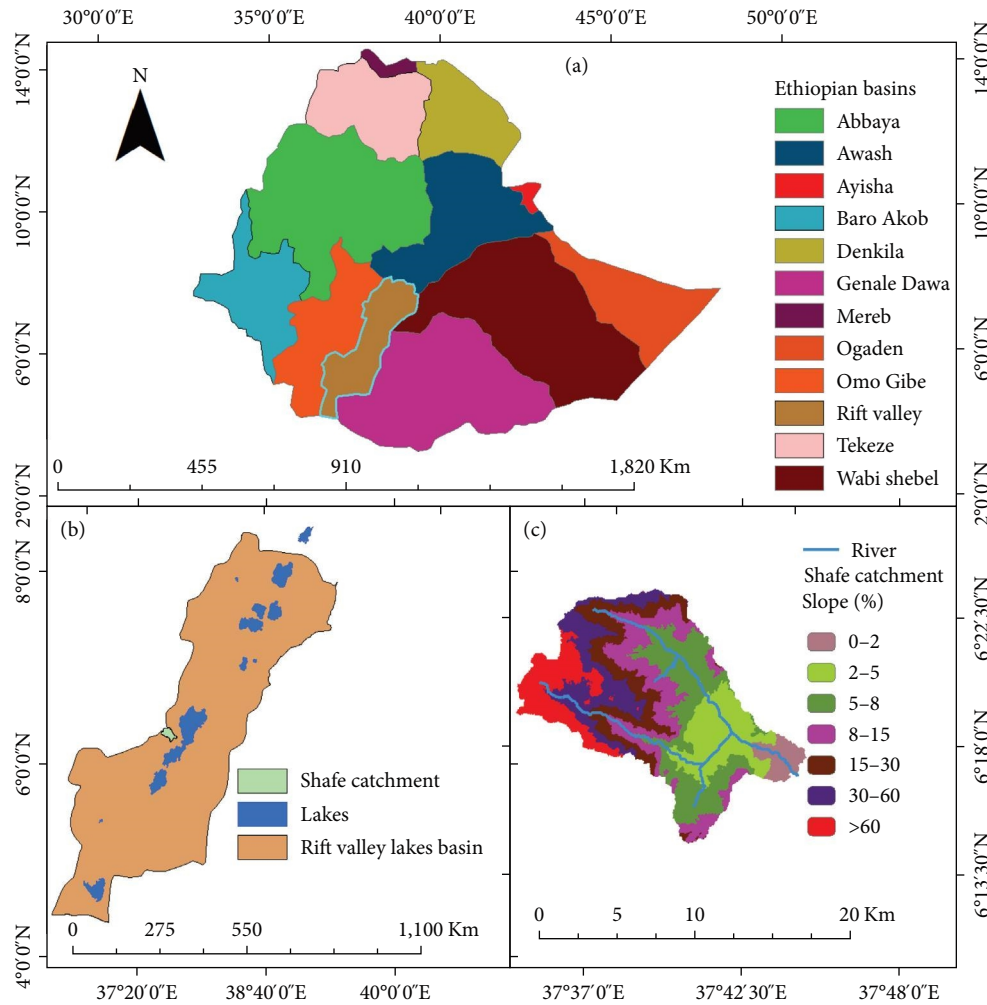 30°0′0″E 35°0′0″E 40°0′0″E 45°0′0″E 50°0′0″E
14°0′0″N
10°0′0″N
6°0′0″N
2°0′0″N
14°0′0″N
10°0′0″N
6°0′0″N
2°0′0″N
N
(a)
Ethiopian basins
Abbaya
Awash
Ayisha
Baro Akob
Denkila
Genale Dawa
Mereb
Ogaden
Omo Gibe
Rift valley
Tekeze
Wabi shebel
0 455 910 1,820 Km
(b)
8°0′0″N
6°0′0″N
4°0′0″N
Shafe catchment
Lakes
Rift valley lakes basin
0 275 550 1,100 Km
37°20′0″E 38°40′0″E 40°0′0″E
(c)
River
Shafe catchment
Slope (%)
0–2
2–5
5–8
8–15
15–30
30–60
>60
0 5 10 20 Km
6°22′30″N
6°18′0″N
6°13′30″N
37°37′0″E 37°42′30″E 37°48′0″E